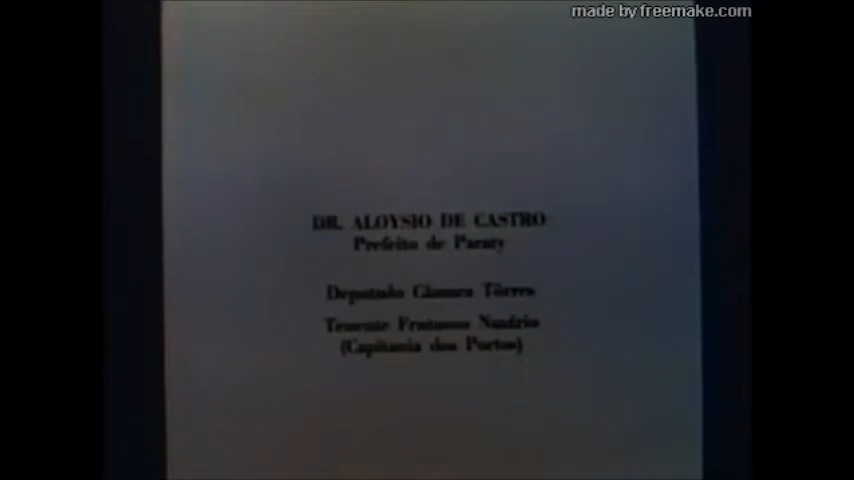 made by freemake.com
DR. ALOYSIO DE CASTRO
Prefeito de Paraty
Deputado Câmara Tôrres
Tenente
(Capitania dos Portos)